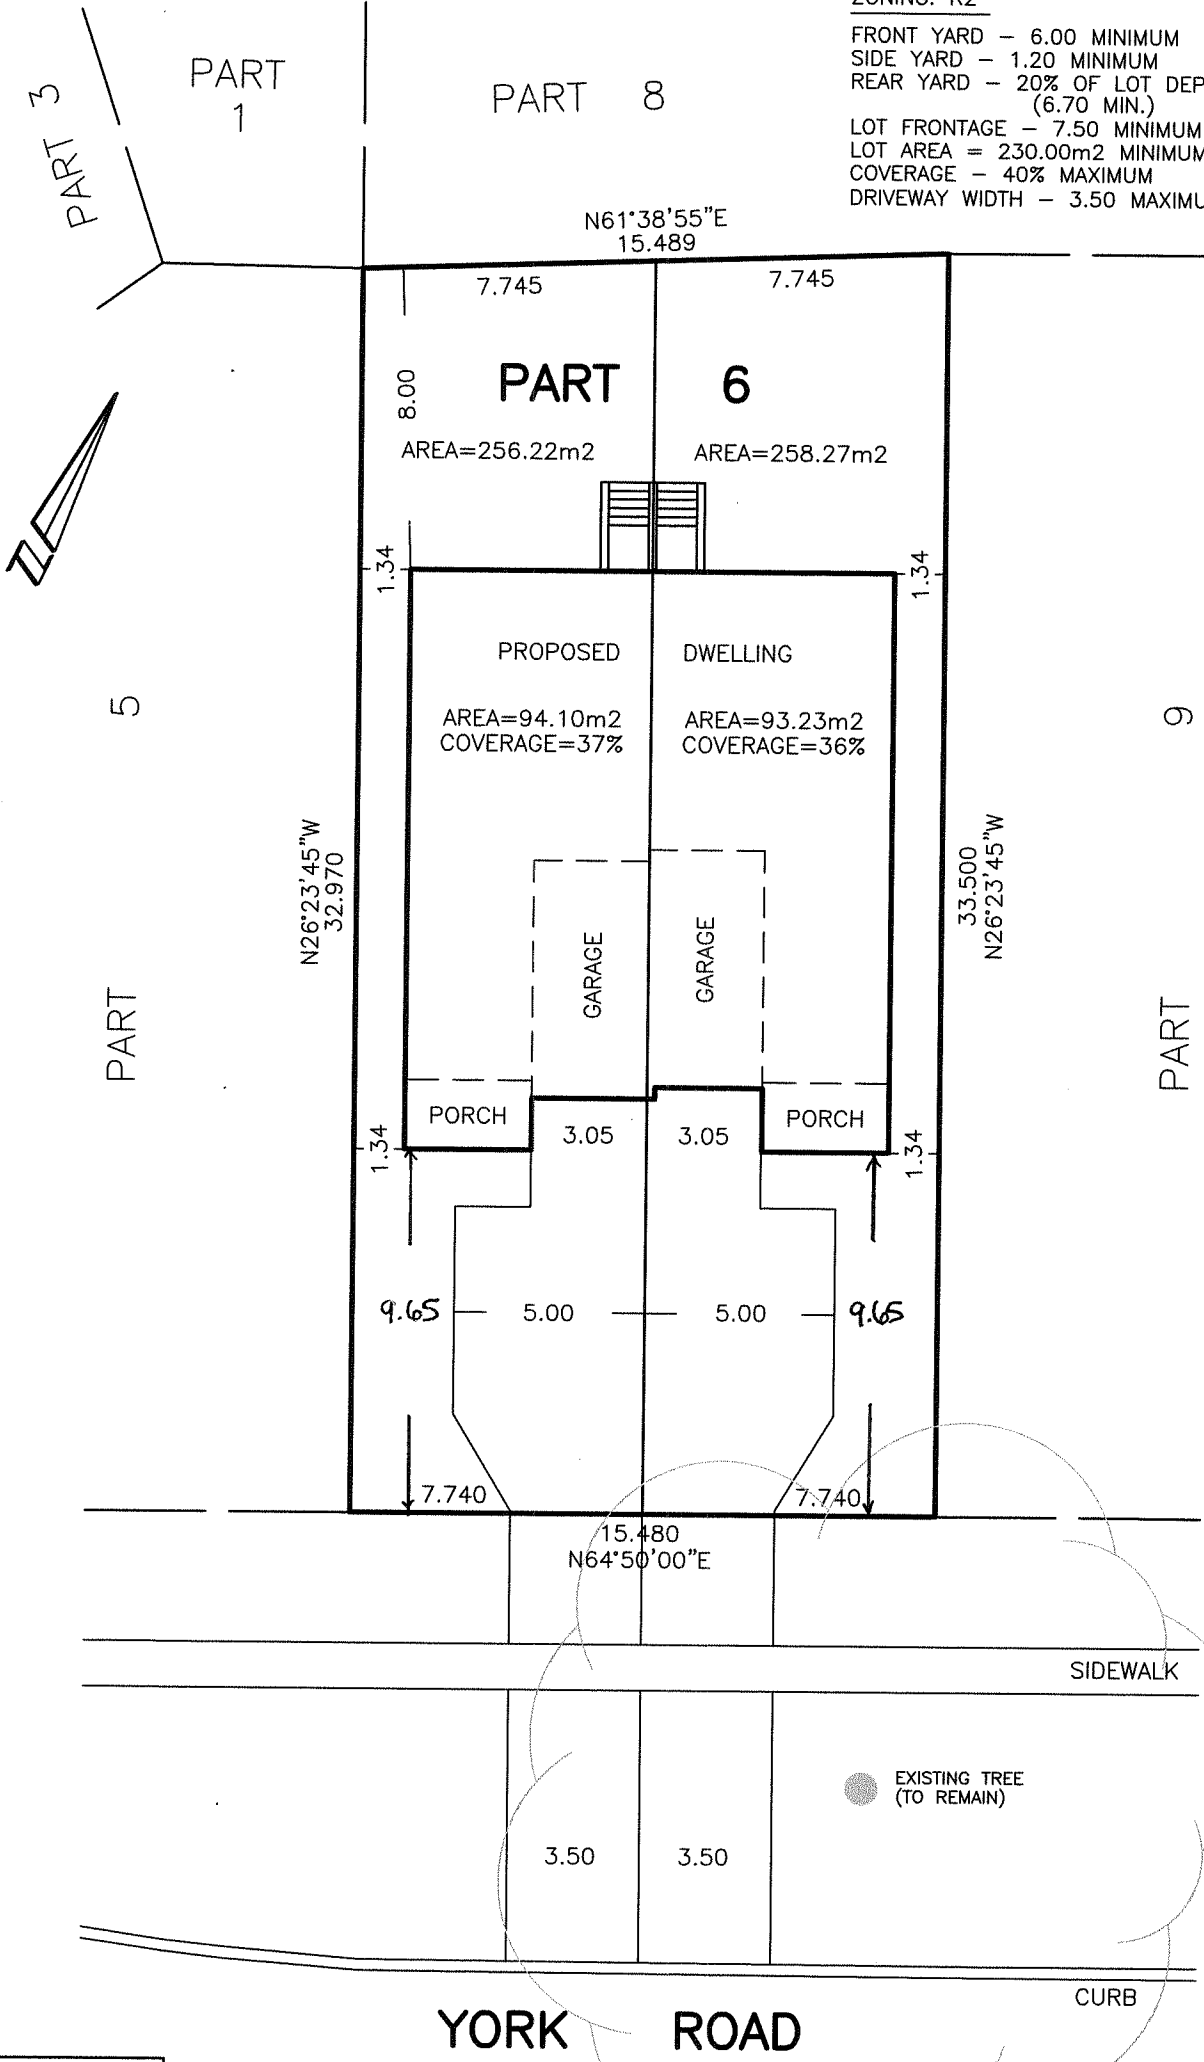 FRONT YARD – 6.00 MINIMUM
SIDE YARD – 1.20 MINIMUM
REAR YARD – 20% OF LOT DEP
(6.70 MIN.)
LOT FRONTAGE – 7.50 MINIMUM
LOT AREA = 230.00m2 MINIMUM
COVERAGE – 40% MAXIMUM
DRIVEWAY WIDTH – 3.50 MAXIMU
PART 3
PART
1
PART 8
N61°38'55"E
15.489
7.745
7.745
8.00
PART 6
AREA=256.22m2
AREA=258.27m2
1.34
1.34
PROPOSED DWELLING
AREA=94.10m2
COVERAGE=37%
AREA=93.23m2
COVERAGE=36%
PART 5
PART 9
N26°23'45"W
32.970
33.500
N26°23'45"W
GARAGE
GARAGE
PORCH
3.05
3.05
PORCH
1.34
1.34
9.65
5.00
5.00
9.65
7.740
7.740
15.480
N64°50'00"E
SIDEWALK
EXISTING TREE
(TO REMAIN)
3.50
3.50
CURB
YORK ROAD